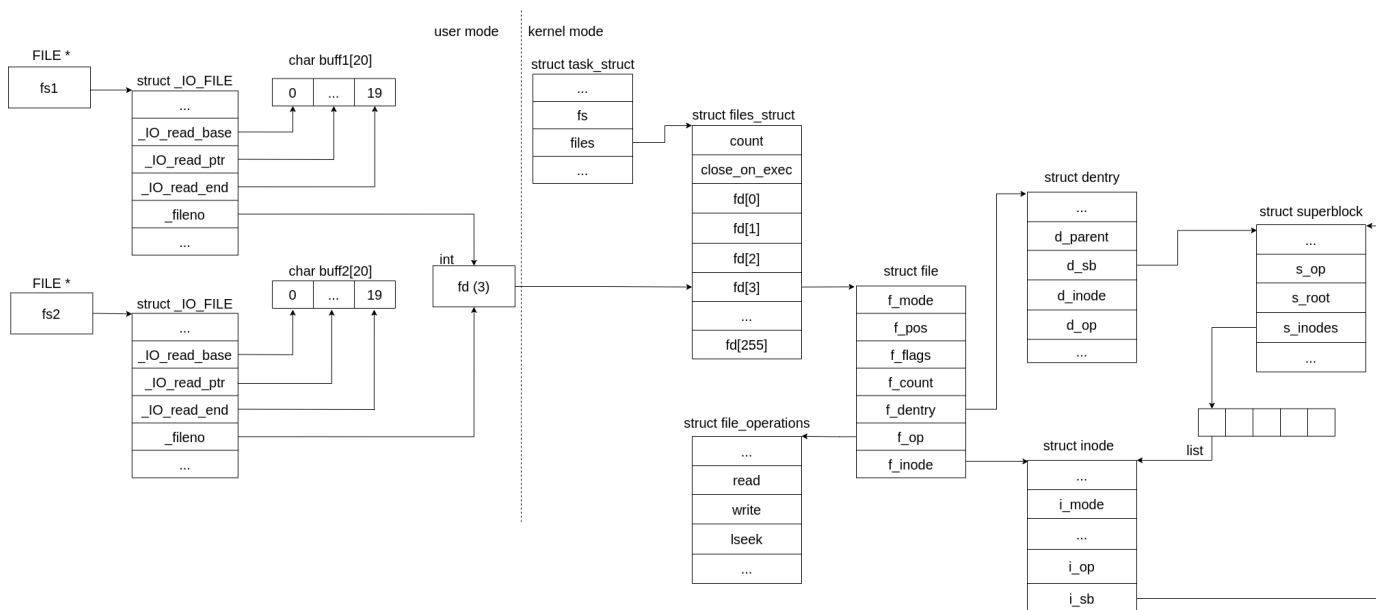 user mode
kernel mode
FILE *
fs1
struct _IO_FILE
...
_IO_read_base
_IO_read_ptr
_IO_read_end
_fileno
...
char buff1[20]
0
...
19
FILE *
fs2
struct _IO_FILE
...
_IO_read_base
_IO_read_ptr
_IO_read_end
_fileno
...
char buff2[20]
0
...
19
int
fd (3)
struct task_struct
...
fs
files
...
struct files_struct
count
close_on_exec
fd[0]
fd[1]
fd[2]
fd[3]
...
fd[255]
struct file
f_mode
f_pos
f_flags
f_count
f_dentry
f_op
f_inode
struct file_operations
...
read
write
lseek
...
struct dentry
...
d_parent
d_sb
d_inode
d_op
...
struct superblock
...
s_op
s_root
s_inodes
...
list
struct inode
...
i_mode
...
i_op
i_sb